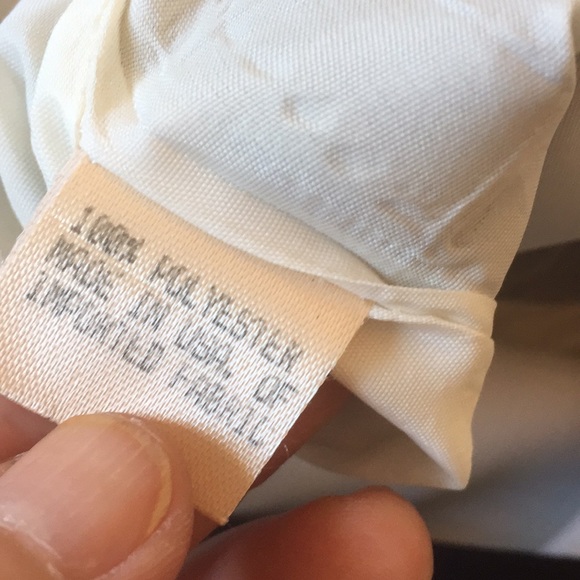 100% POLYESTER
MADE IN USA, OF
IMPORTED FABRIC